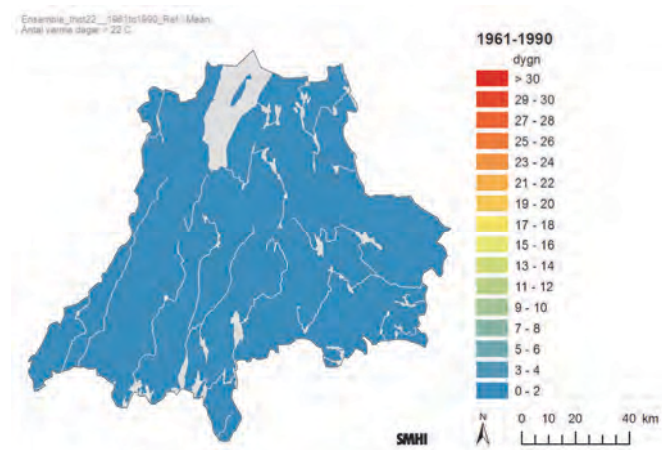 Ensemble_thist22__1961to1990_Ref : Mean
Antal varma dagar > 22 C
1961-1990
dygn
> 30
29 - 30
27 - 28
25 - 26
23 - 24
21 - 22
19 - 20
17 - 18
15 - 16
13 - 14
11 - 12
9 - 10
7 - 8
5 - 6
3 - 4
0 - 2
N
0 10 20 40 km
SMHI